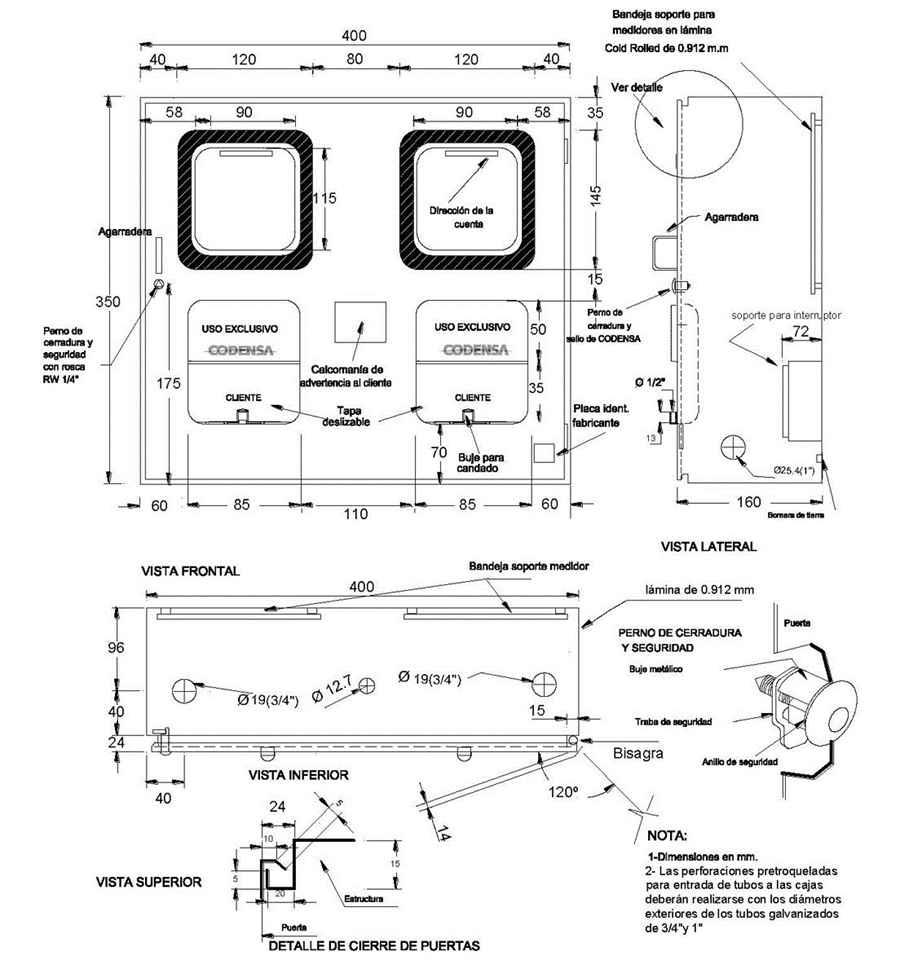 Bandeja soporte para
medidores en lámina
Cold Rolled de 0.912 m.m
400
40
120
80
120
40
Ver detalle
58
90
90
58
35
115
145
Dirección de la
cuenta
Agarradera
Agarradera
15
350
Perno de
cerradura y
seguridad
con rosca
RW 1/4"
175
USO EXCLUSIVO
CODENSA
CLIENTE
Calcomanía de
advertencia al cliente
Tapa
deslizable
USO EXCLUSIVO
CODENSA
CLIENTE
50
35
70
Buje para
candado
Placa ident.
fabricante
Perno de
cerradura y
sello de CODENSA
soporte para interruptor
72
Ø 1/2"
13
Ø25.4(1")
60
85
110
85
60
160
Bornera de tierra
VISTA LATERAL
VISTA FRONTAL
Bandeja soporte medidor
400
lámina de 0.912 mm
96
40
24
Ø19(3/4")
Ø 12.7
Ø 19(3/4")
15
Bisagra
40
VISTA INFERIOR
120º
14
PERNO DE CERRADURA
Y SEGURIDAD
Puerta
Buje metálico
Traba de seguridad
Anillo de seguridad
24
5
10
15
5
20
VISTA SUPERIOR
Estructura
Puerta
DETALLE DE CIERRE DE PUERTAS
NOTA:
1-Dimensiones en mm.
2- Las perforaciones pretroqueladas
para entrada de tubos a las cajas
deberán realizarse con los diámetros
exteriores de los tubos galvanizados
de 3/4"y 1"